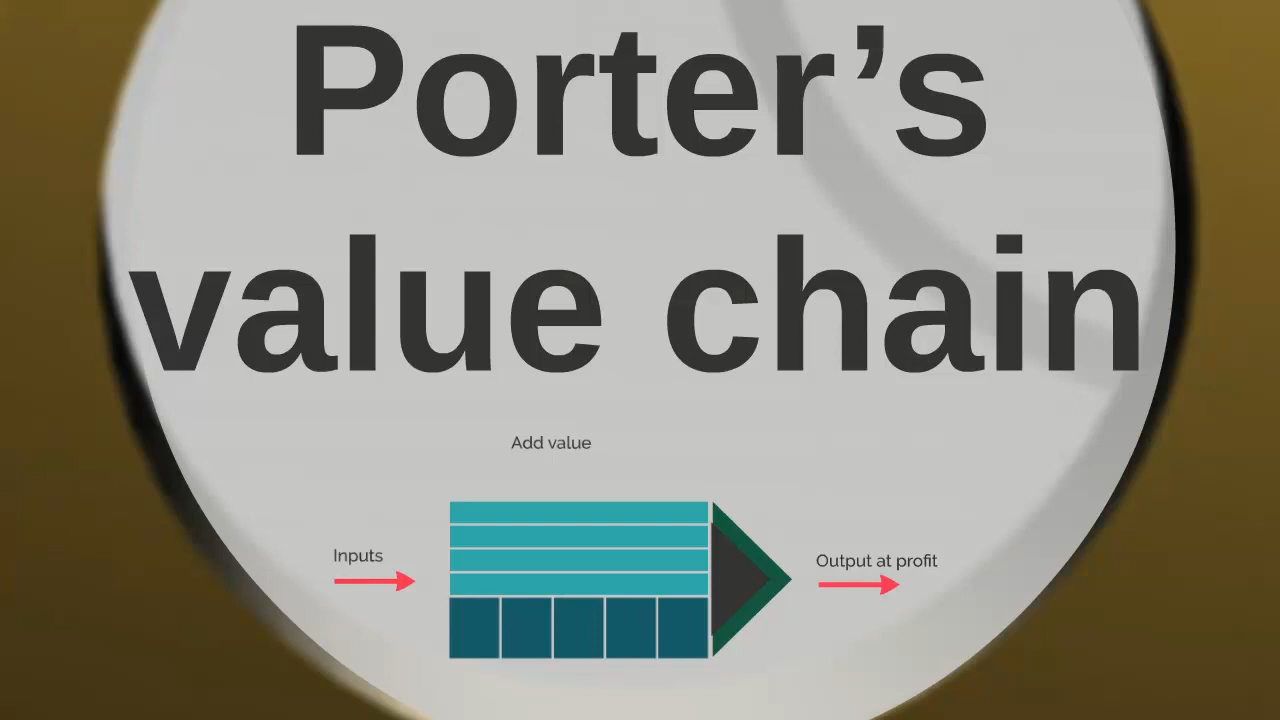 Porter’s
value chain
Add value
Inputs
Output at profit